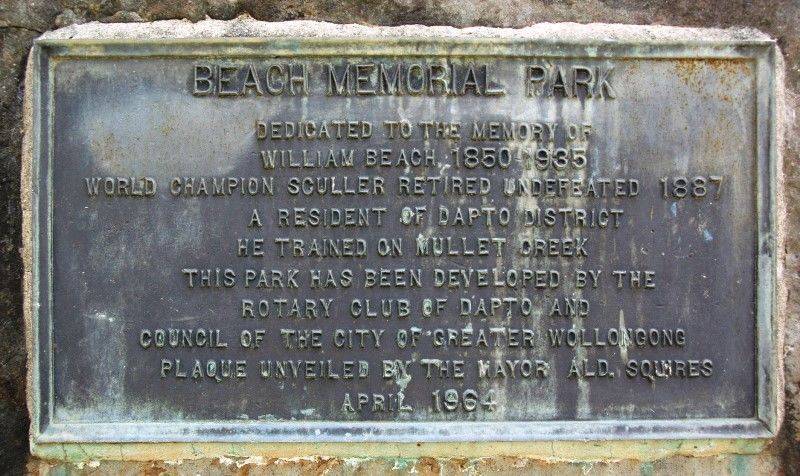 BEACH MEMORIAL PARK
DEDICATED TO THE MEMORY OF
WILLIAM BEACH 1850-1935
WORLD CHAMPION SCULLER RETIRED UNDEFEATED 1887
A RESIDENT OF DAPTO DISTRICT
HE TRAINED ON MULLET CREEK
THIS PARK HAS BEEN DEVELOPED BY THE
ROTARY CLUB OF DAPTO AND
COUNCIL OF THE CITY OF GREATER WOLLONGONG
PLAQUE UNVEILED BY THE MAYOR ALD. SQUIRES
APRIL 1964